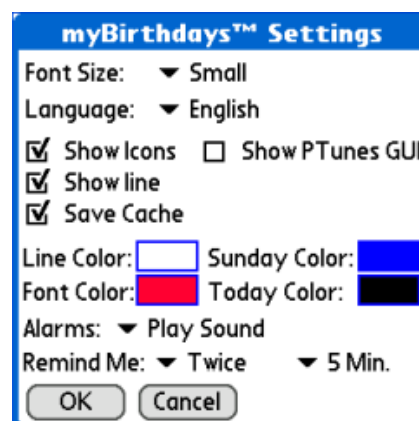 myBirthdays™ Settings
Font Size: Small
Language: English
Show Icons Show PTunes GUI
Show line
Save Cache
Line Color: Sunday Color:
Font Color: Today Color:
Alarms: Play Sound
Remind Me: Twice 5 Min.
OK Cancel